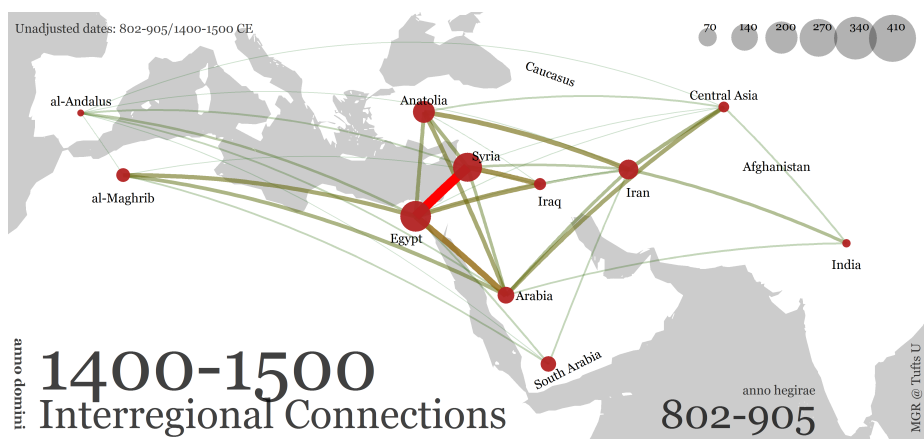 Unadjusted dates: 802-905/1400-1500 CE
70 140 200 270 340 410
Caucasus
al-Andalus
Anatolia
Central Asia
Syria
Afghanistan
al-Maghrib
Iraq
Iran
Egypt
India
Arabia
South Arabia
anno domini
1400-1500
Interregional Connections
anno hegirae
802-905
MGR @ Tufts U